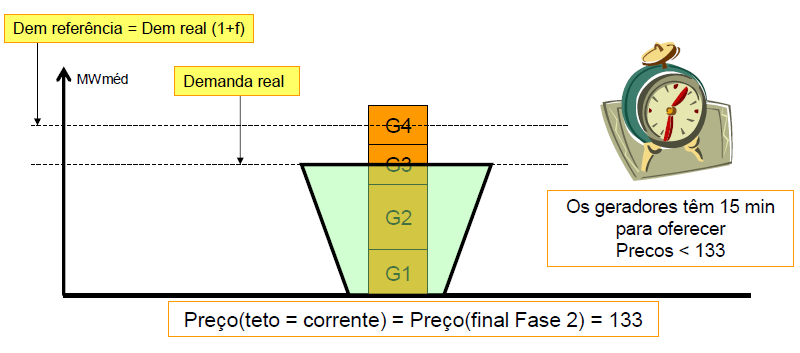 Dem referência = Dem real (1+f)
MWméd
Demanda real
G4
G3
G2
G1
Os geradores têm 15 min
para oferecer
Precos < 133
Preço(teto = corrente) = Preço(final Fase 2) = 133